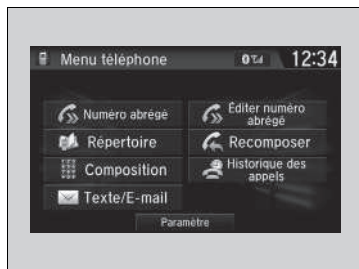 Menu téléphone 12:34
Numéro abrégé
Éditer numéro
abrégé
Répertoire
Recomposer
Composition
Historique des
appels
Texte/E-mail
Paramètre